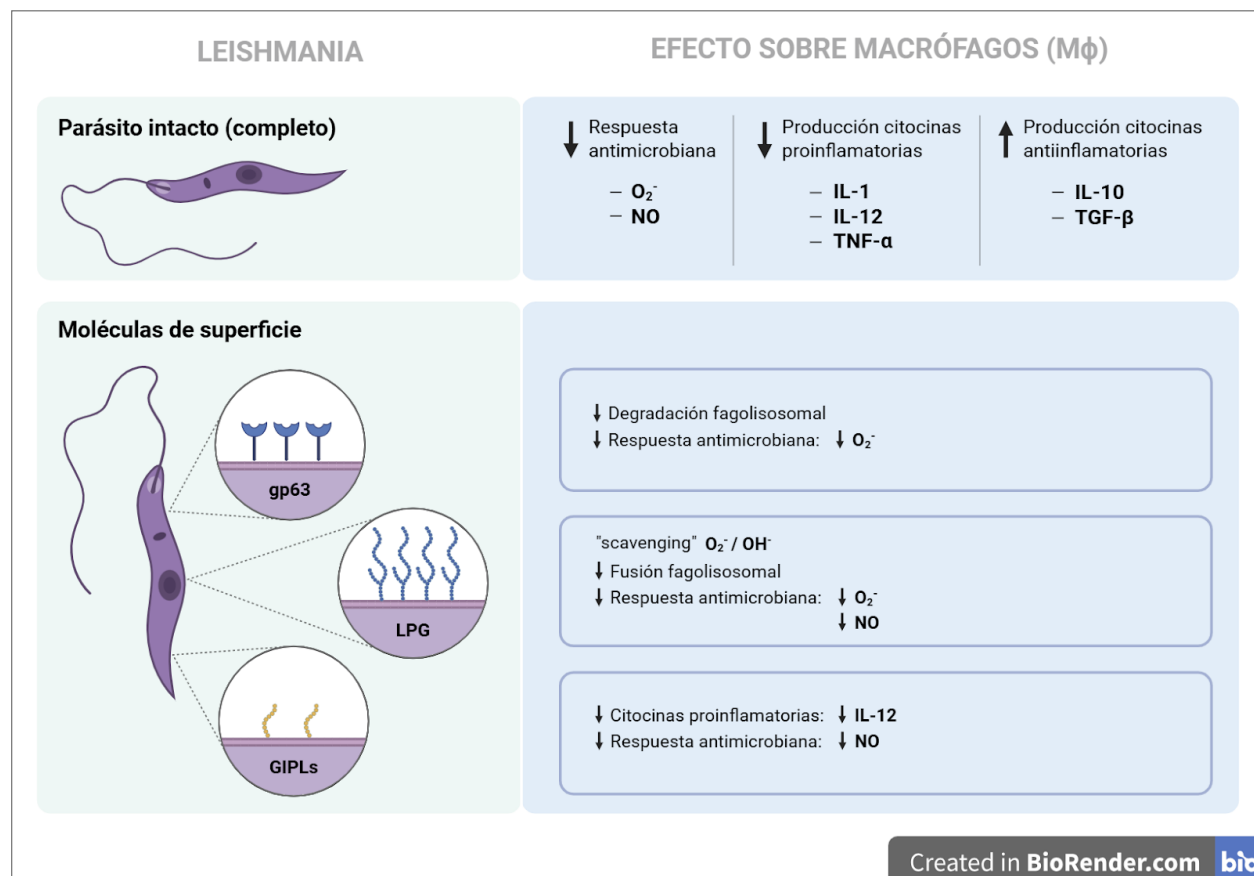 LEISHMANIA
EFECTO SOBRE MACRÓFAGOS (Mϕ)
Parásito intacto (completo)
↓ Respuesta
antimicrobiana
– O₂⁻
– NO
↓ Producción citocinas
proinflamatorias
– IL-1
– IL-12
– TNF-α
↑ Producción citocinas
antiinflamatorias
– IL-10
– TGF-β
Moléculas de superficie
gp63
LPG
GIPLs
↓ Degradación fagolisosomal
↓ Respuesta antimicrobiana: ↓ O₂⁻
"scavenging" O₂⁻ / OH⁻
↓ Fusión fagolisosomal
↓ Respuesta antimicrobiana: ↓ O₂⁻
↓ NO
↓ Citocinas proinflamatorias: ↓ IL-12
↓ Respuesta antimicrobiana: ↓ NO
Created in BioRender.com bio